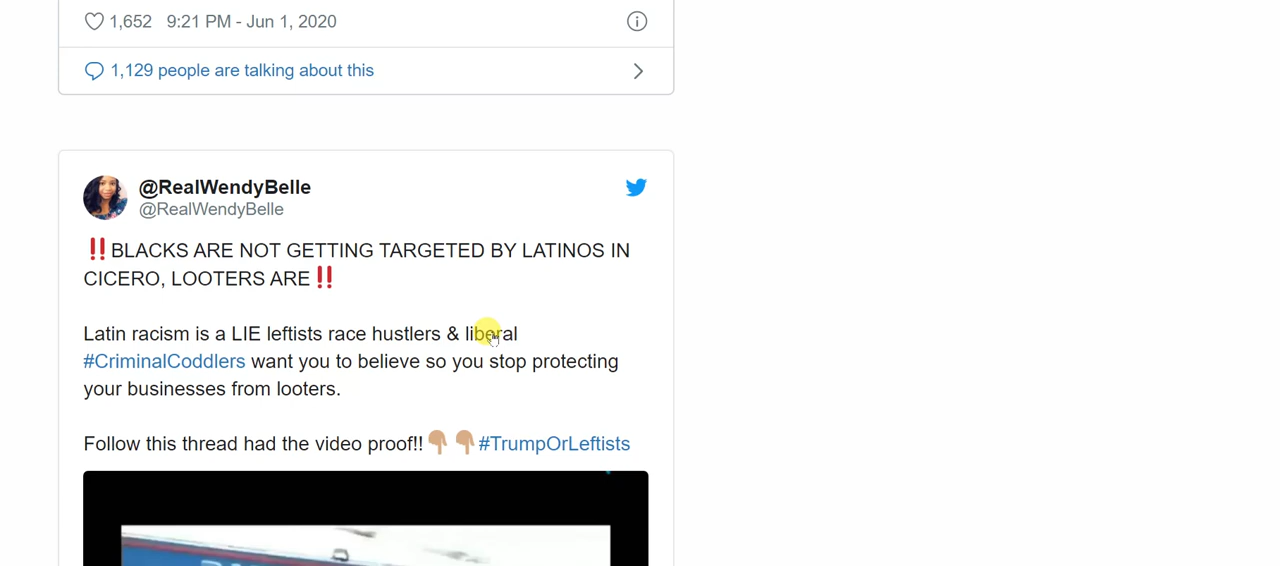 1,652 9:21 PM - Jun 1, 2020
1,129 people are talking about this
@RealWendyBelle
@RealWendyBelle
‼️BLACKS ARE NOT GETTING TARGETED BY LATINOS IN
CICERO, LOOTERS ARE‼️
Latin racism is a LIE leftists race hustlers & liberal
#CriminalCoddlers want you to believe so you stop protecting
your businesses from looters.
Follow this thread had the video proof!!👇🏽👇🏽#TrumpOrLeftists